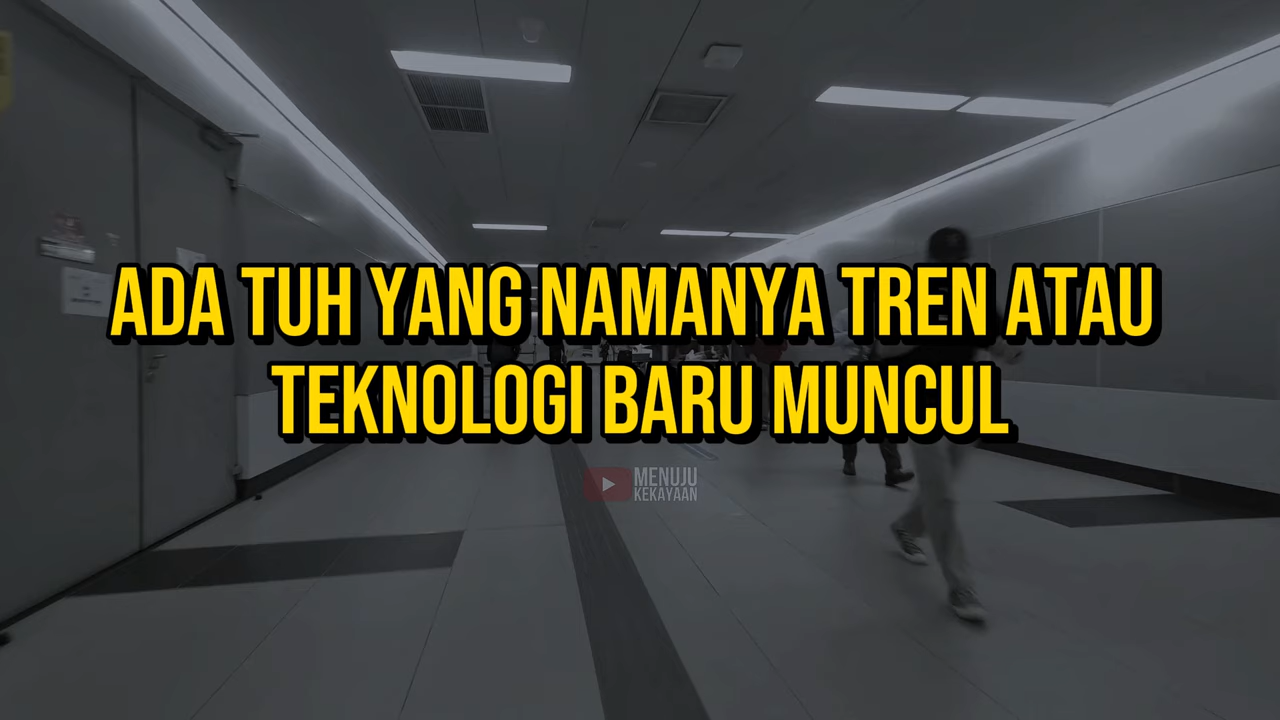 ADA TUH YANG NAMANYA TREN ATAU
TEKNOLOGI BARU MUNCUL
MENUJU
KEKAYAAN